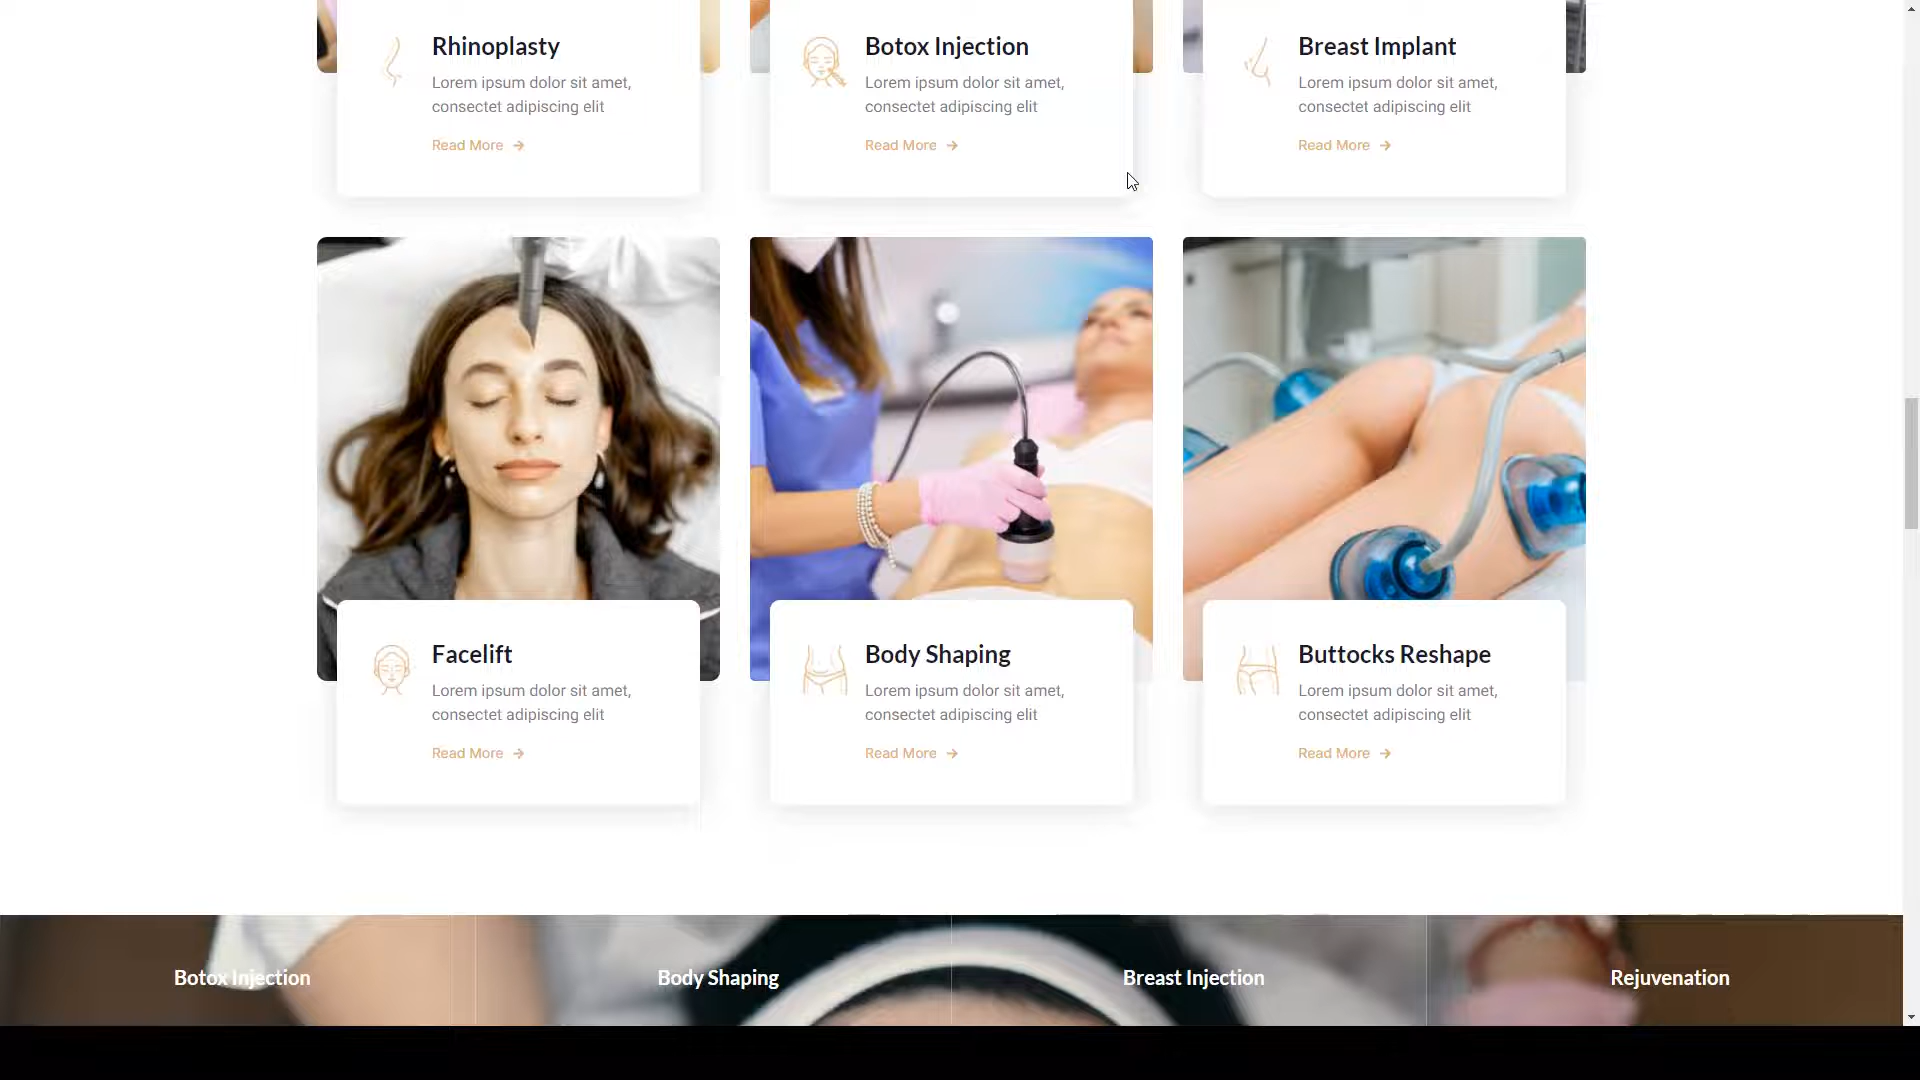 Rhinoplasty
Lorem ipsum dolor sit amet,
consectet adipiscing elit
Read More
Botox Injection
Lorem ipsum dolor sit amet,
consectet adipiscing elit
Read More
Breast Implant
Lorem ipsum dolor sit amet,
consectet adipiscing elit
Read More
Facelift
Lorem ipsum dolor sit amet,
consectet adipiscing elit
Read More
Body Shaping
Lorem ipsum dolor sit amet,
consectet adipiscing elit
Read More
Buttocks Reshape
Lorem ipsum dolor sit amet,
consectet adipiscing elit
Read More
Botox Injection
Body Shaping
Breast Injection
Rejuvenation